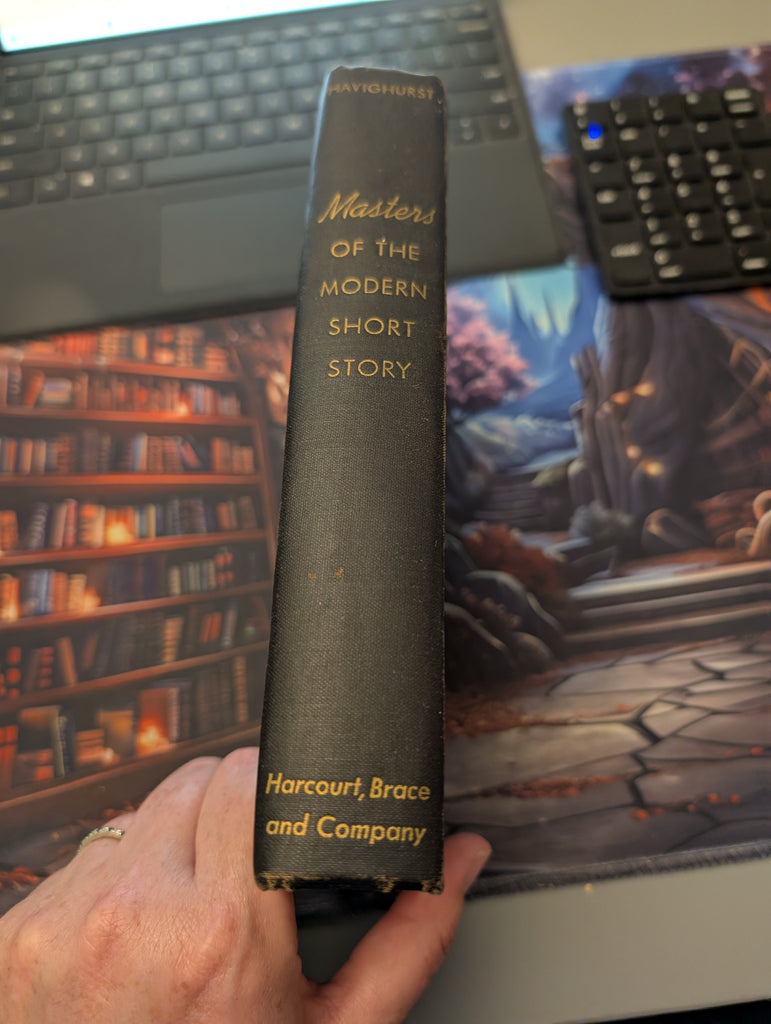 HAVIGHURST
Masters
OF THE
MODERN
SHORT
STORY
Harcourt, Brace
and Company